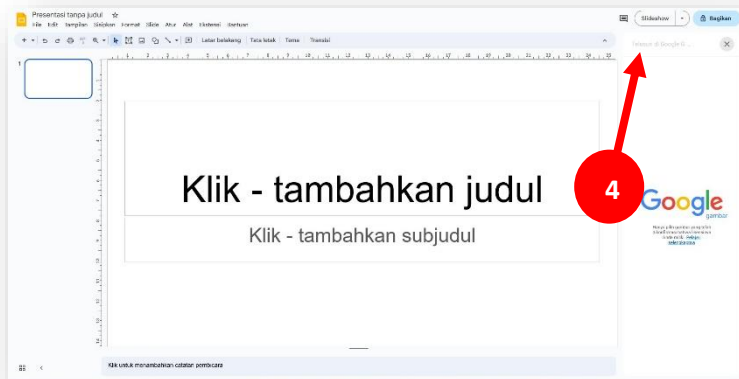 Presentasi tanpa judul
File Edit Tampilan Sisipkan Format Slide Atur Alat Ekstensi Bantuan
Slideshow
Bagikan
Latar belakang Tata letak Tema Transisi
Telusuri di Google G...
1
Klik - tambahkan judul
Klik - tambahkan subjudul
4
Google
gambar
Klik untuk menambahkan catatan pembicara